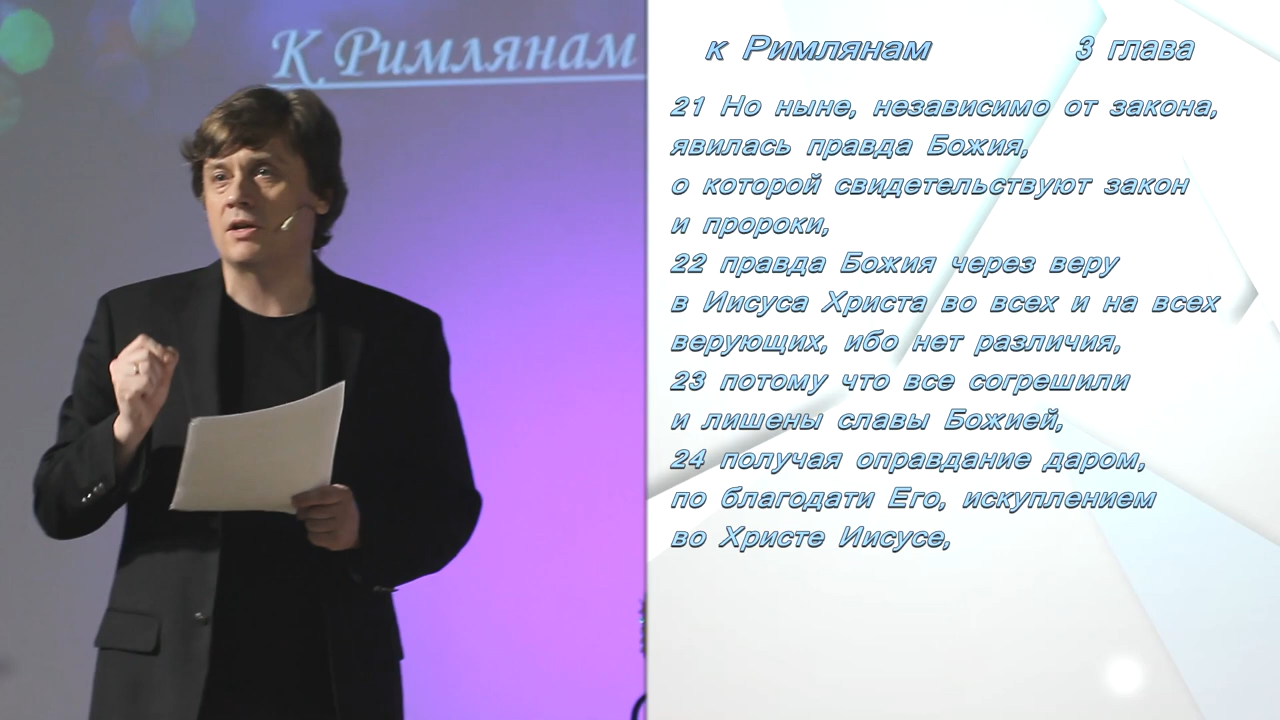 К Римлянам
к Римлянам 3 глава
21 Но ныне, независимо от закона,
явилась правда Божия,
о которой свидетельствуют закон
и пророки,
22 правда Божия через веру
в Иисуса Христа во всех и на всех
верующих, ибо нет различия,
23 потому что все согрешили
и лишены славы Божией,
24 получая оправдание даром,
по благодати Его, искуплением
во Христе Иисусе,